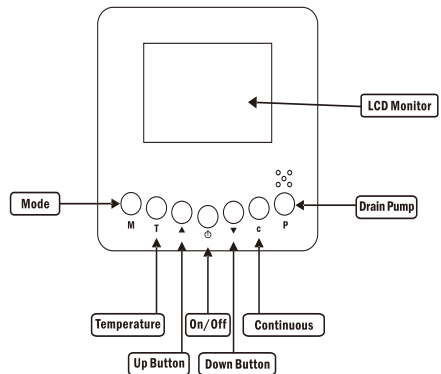 LCD Monitor
Mode
Drain Pump
M
T
▲
▼
c
P
Temperature
On/Off
Continuous
Up Button
Down Button